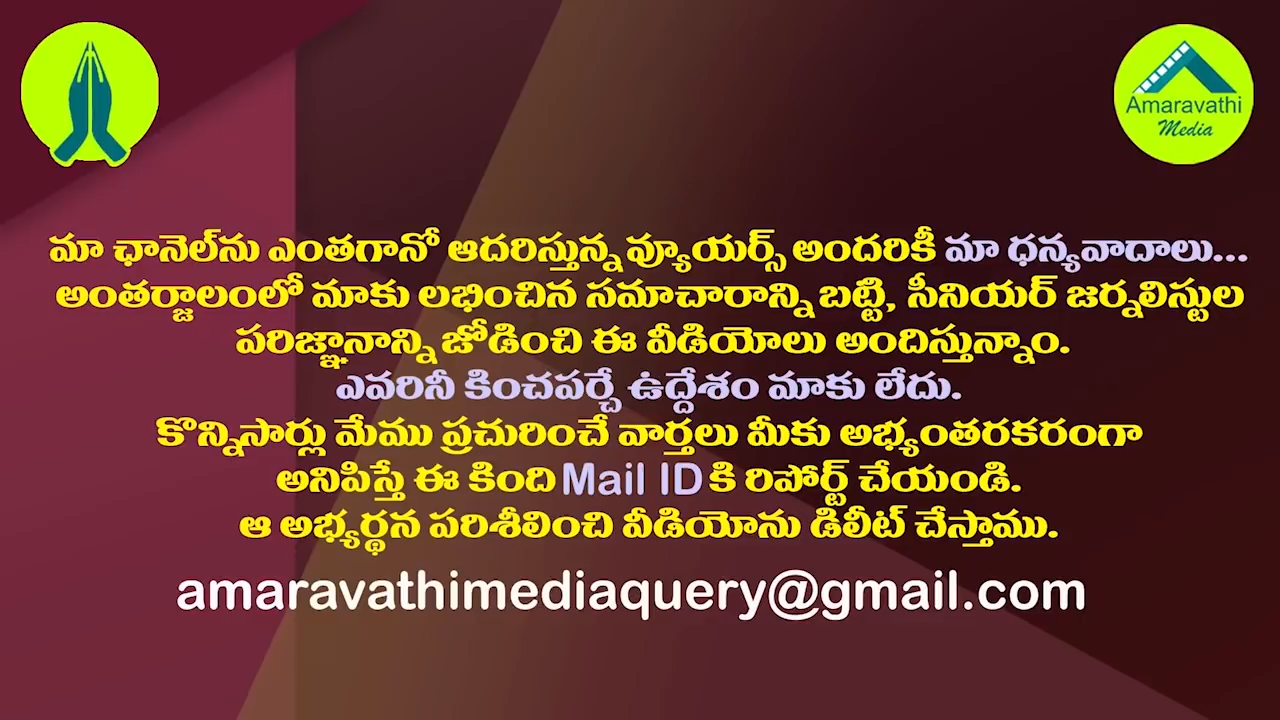 Amaravathi
Media
మా ఛానెల్‌ను ఎంతగానో ఆదరిస్తున్న వ్యూయర్స్ అందరికీ మా ధన్యవాదాలు...
అంతర్జాలంలో మాకు లభించిన సమాచారాన్ని బట్టి, సీనియర్ జర్నలిస్టుల
పరిజ్ఞానాన్ని జోడించి ఈ వీడియోలు అందిస్తున్నాం.
ఎవరినీ కించపర్చే ఉద్దేశం మాకు లేదు.
కొన్నిసార్లు మేము ప్రచురించే వార్తలు మీకు అభ్యంతరకరంగా
అనిపిస్తే ఈ కింది Mail ID కి రిపోర్ట్ చేయండి.
ఆ అభ్యర్థన పరిశీలించి వీడియోను డిలీట్ చేస్తాము.
amaravathimediaquery@gmail.com